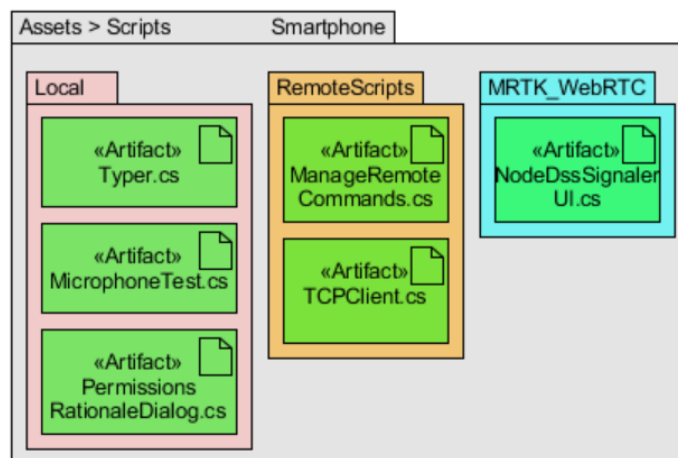 Assets > Scripts Smartphone
Local
«Artifact»
Typer.cs
«Artifact»
MicrophoneTest.cs
«Artifact»
Permissions
RationaleDialog.cs
RemoteScripts
«Artifact»
ManageRemote
Commands.cs
«Artifact»
TCPClient.cs
MRTK_WebRTC
«Artifact»
NodeDssSignaler
UI.cs